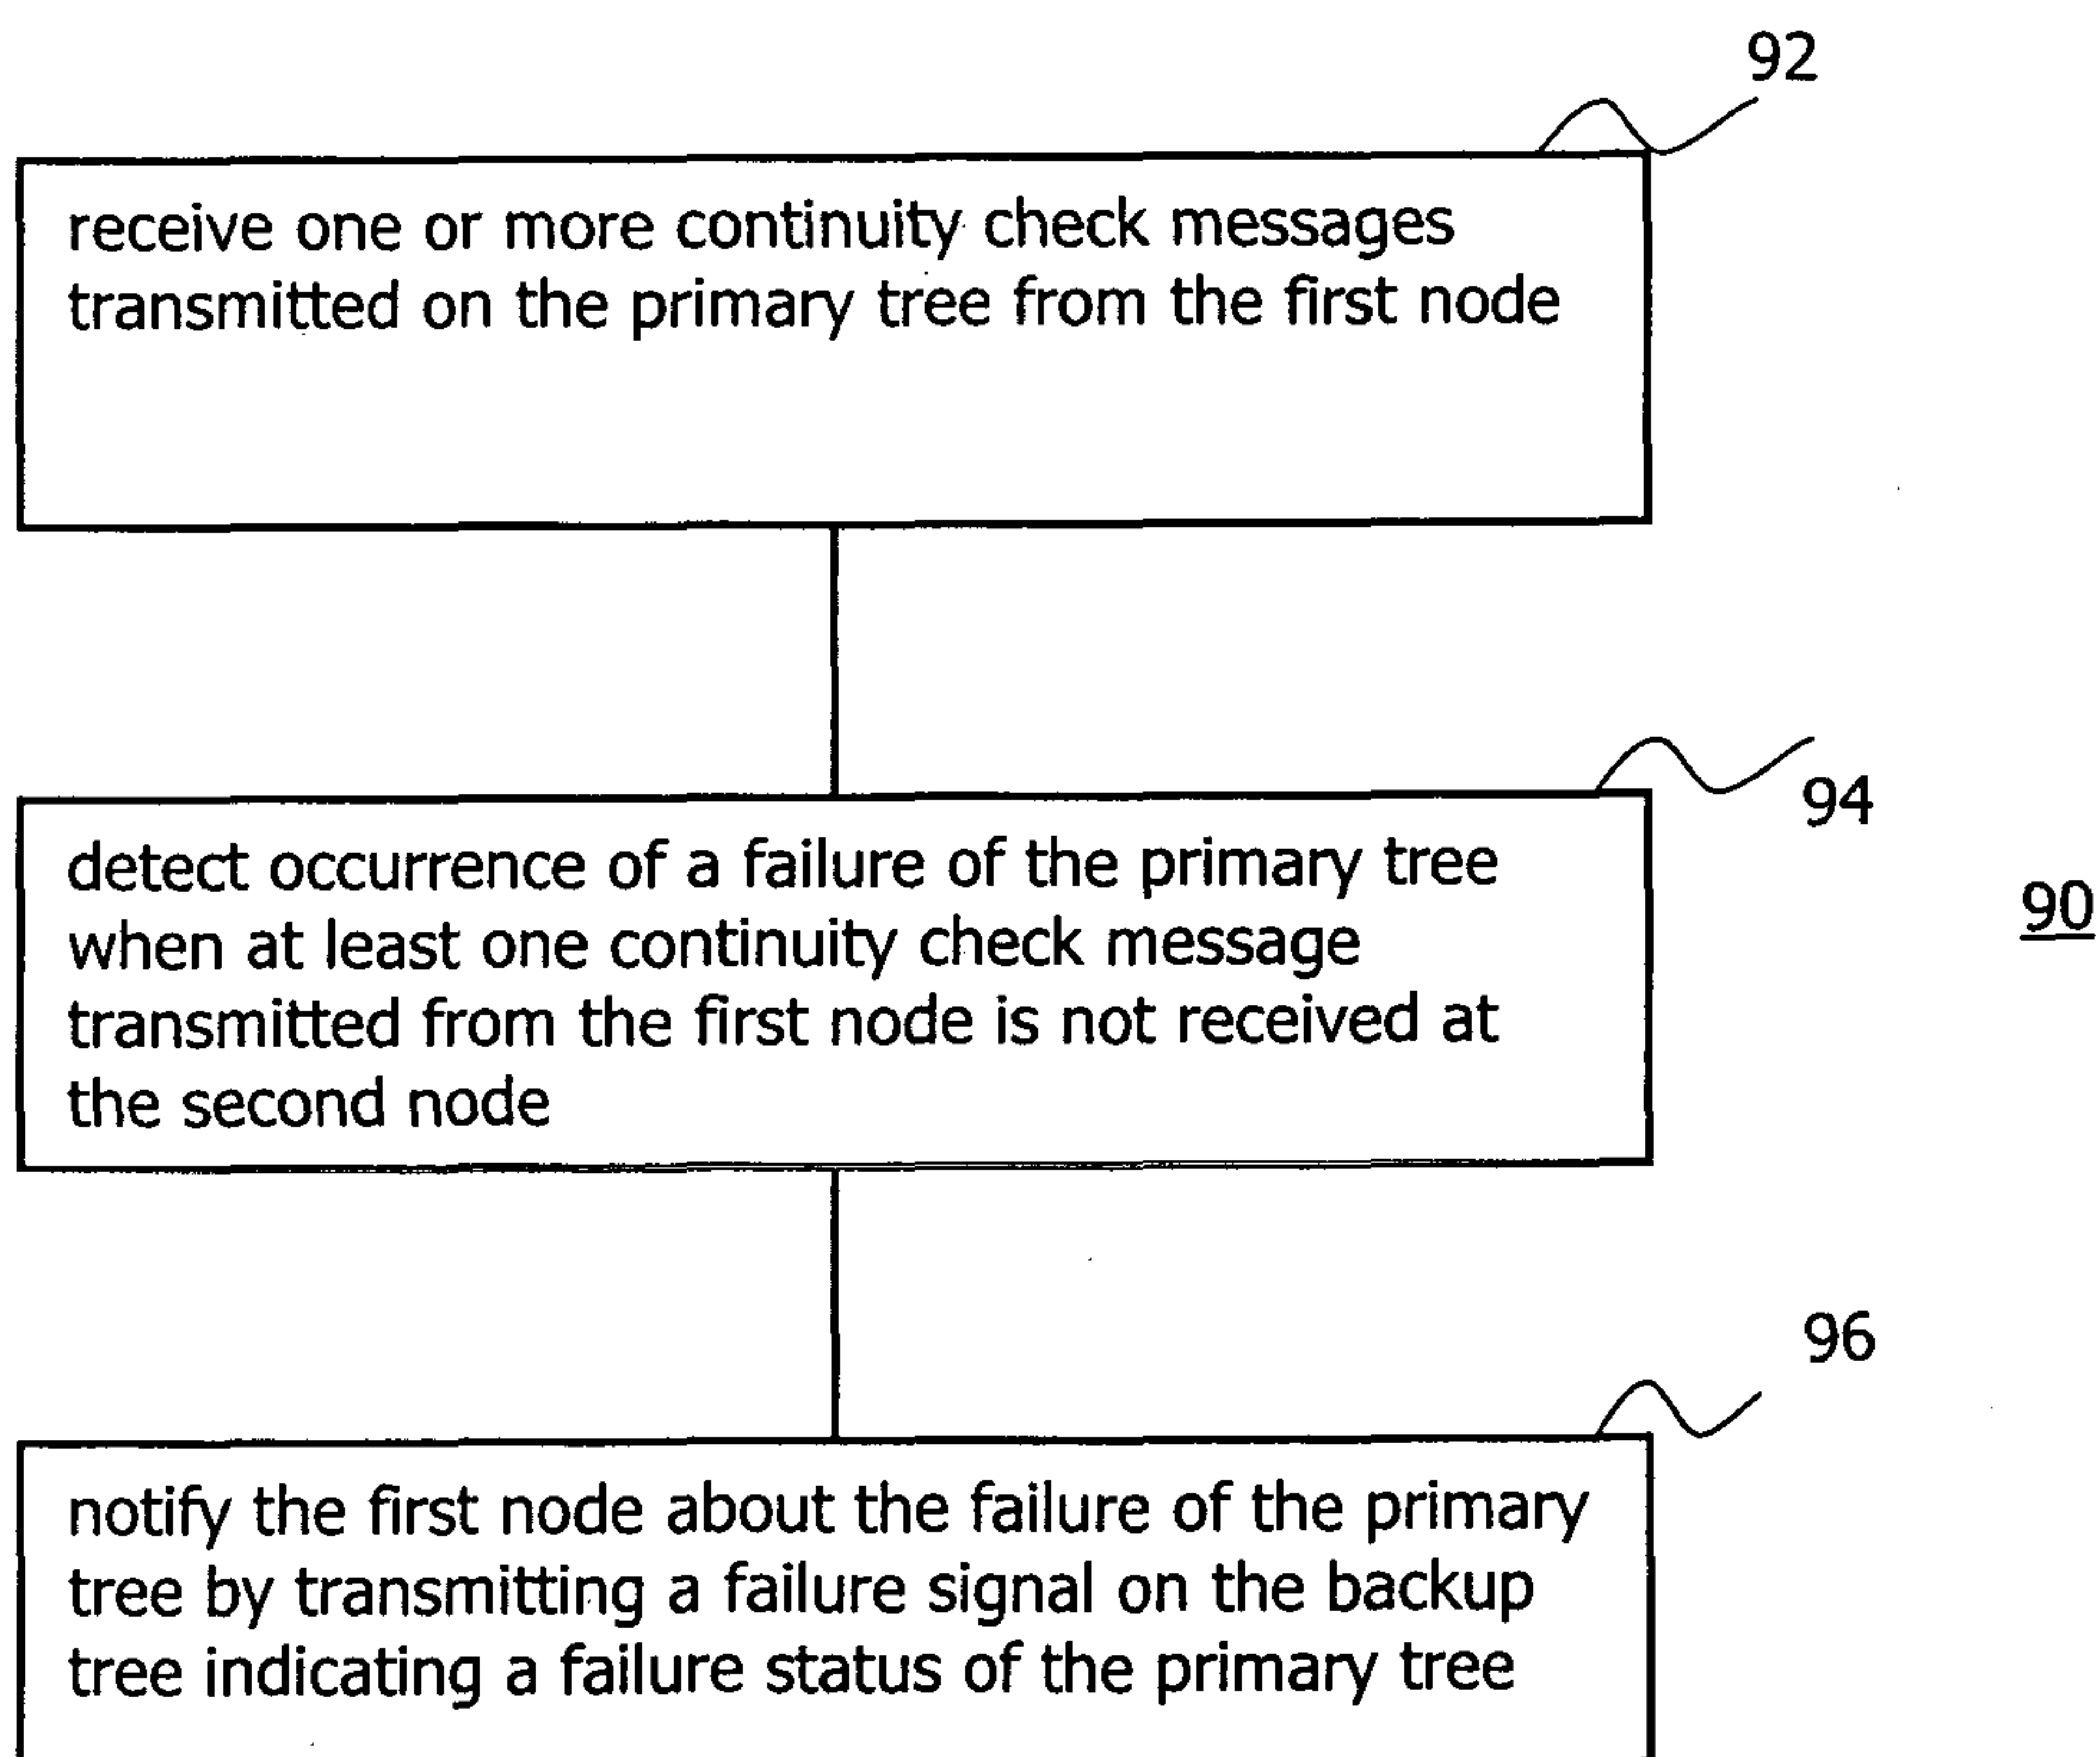 92
receive one or more continuity check messages
transmitted on the primary tree from the first node
94
detect occurrence of a failure of the primary tree
when at least one continuity check message
transmitted from the first node is not received at
the second node
90
96
notify the first node about the failure of the primary
tree by transmitting a failure signal on the backup
tree indicating a failure status of the primary tree